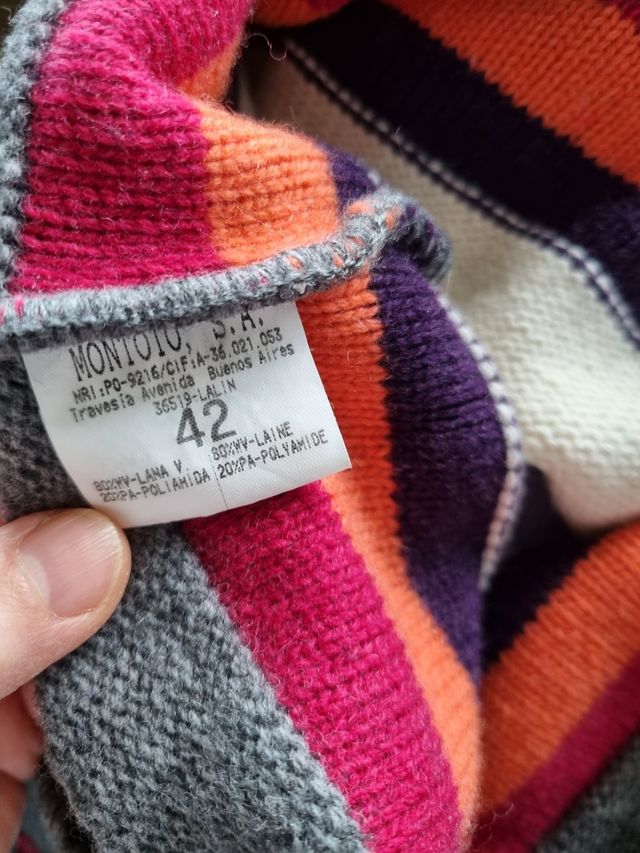 MONTOTO, S.A.
NRI:PO-9216/CIF:A-36.021.053
Travesia Avenida Buenos Aires
36519-LALIN
42
80%WV-LANA V. 80%WV-LAINE
20%PA-POLIAMIDA 20%PA-POLYAMIDE